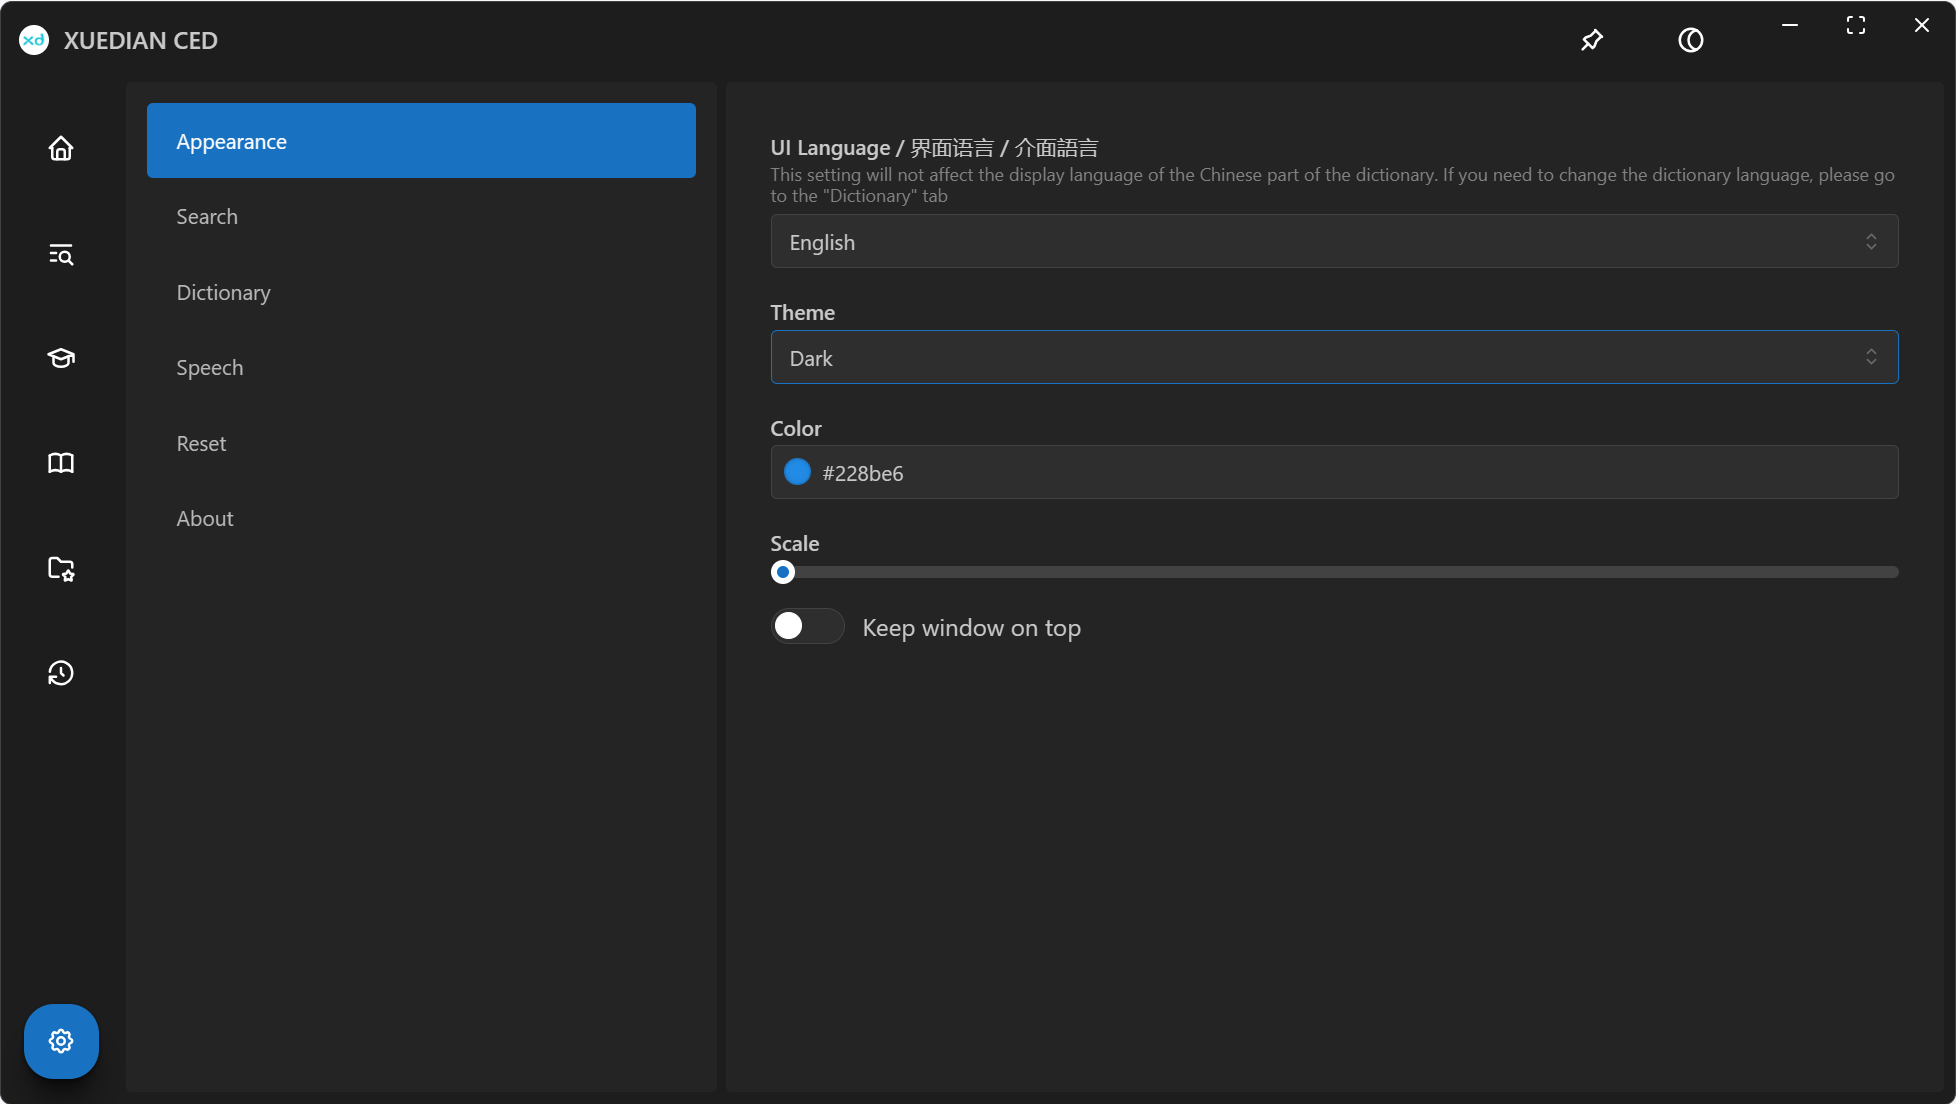 xd XUEDIAN CED
Appearance
Search
Dictionary
Speech
Reset
About
UI Language / 界面语言 / 介面語言
This setting will not affect the display language of the Chinese part of the dictionary. If you need to change the dictionary language, please go
to the "Dictionary" tab
English
Theme
Dark
Color
#228be6
Scale
Keep window on top